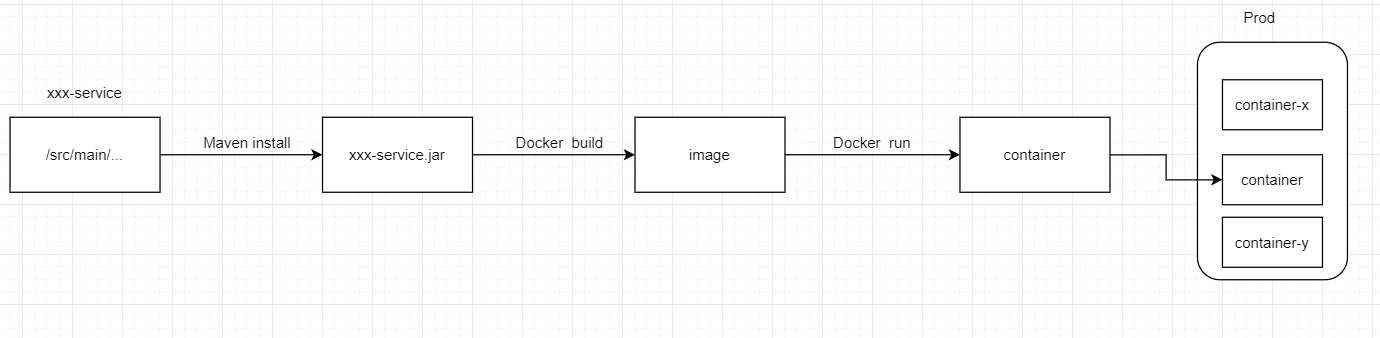 Prod
xxx-service
/src/main/...
Maven install
xxx-service.jar
Docker build
image
Docker run
container
container-x
container
container-y